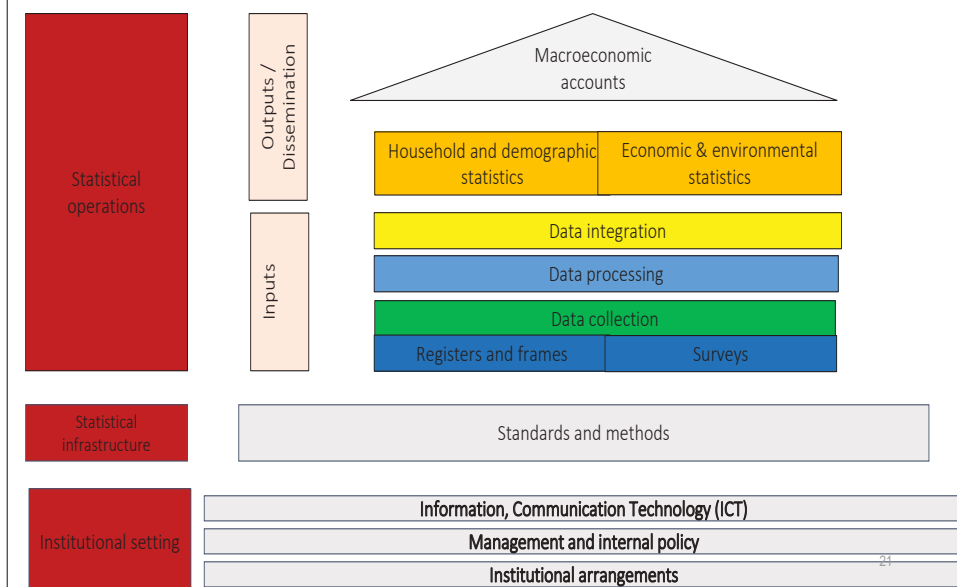 Statistical
operations
Outputs /
Dissemination
Macroeconomic
accounts
Household and demographic
statistics
Economic & environmental
statistics
Inputs
Data integration
Data processing
Data collection
Registers and frames
Surveys
Statistical
infrastructure
Standards and methods
Institutional setting
Information, Communication Technology (ICT)
Management and internal policy
Institutional arrangements
21